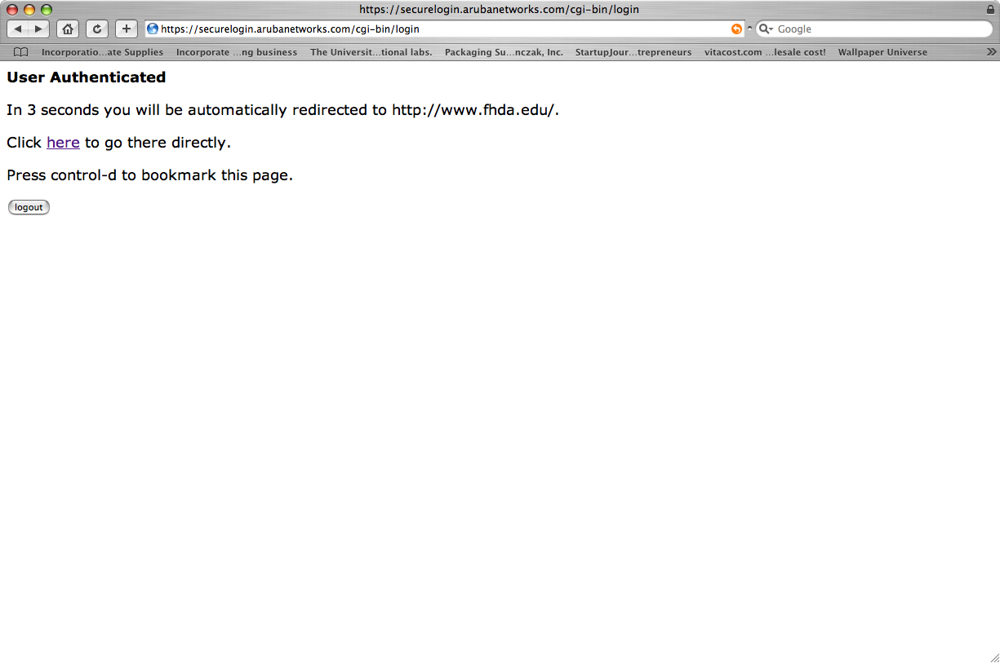 https://securelogin.arubanetworks.com/cgi-bin/login
https://securelogin.arubanetworks.com/cgi-bin/login Google
Incorporatio...ate Supplies Incorporate ...ng business The Universit...tional labs. Packaging Su...nczak, Inc. StartupJour...trepreneurs vitacost.com ...lesale cost! Wallpaper Universe
User Authenticated
In 3 seconds you will be automatically redirected to http://www.fhda.edu/.
Click here to go there directly.
Press control-d to bookmark this page.
logout